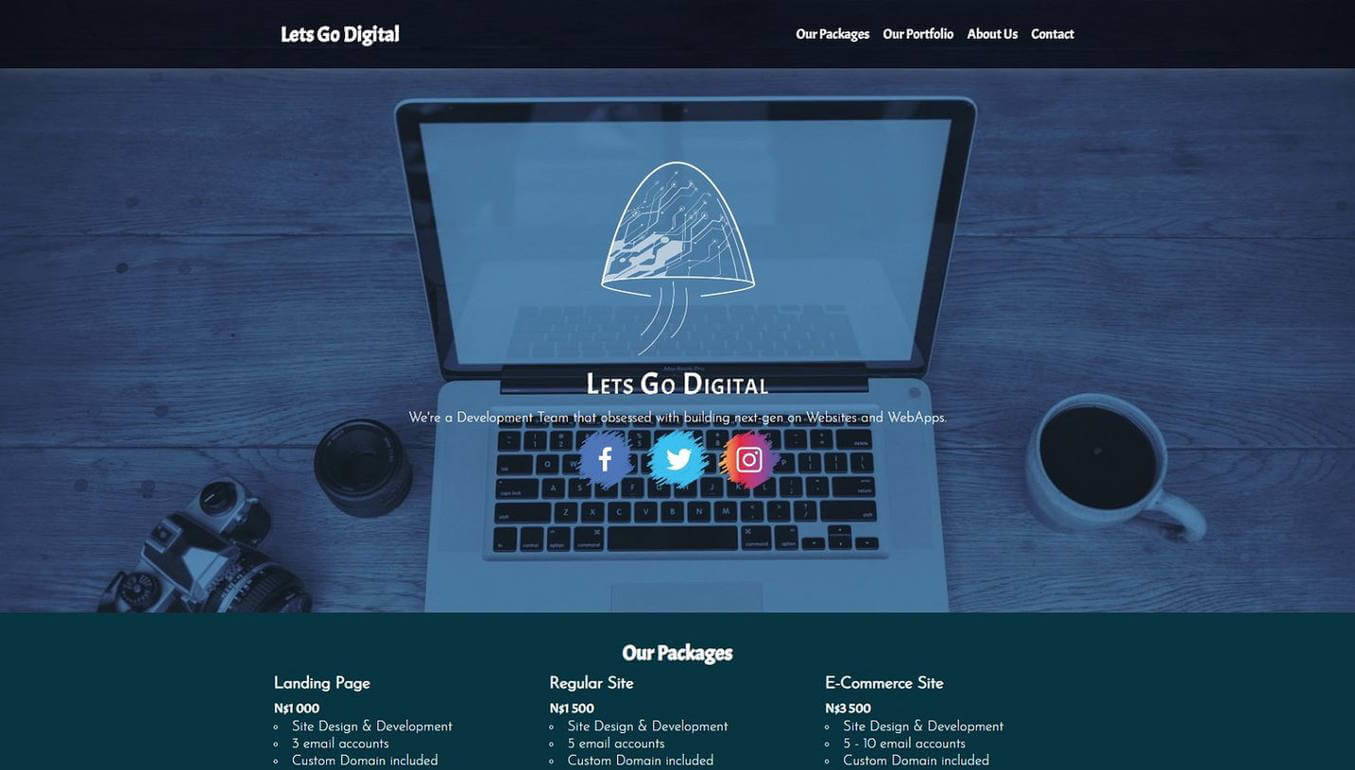 Lets Go Digital
Our Packages Our Portfolio About Us Contact
Lets Go Digital
We're a Development Team that obsessed with building next-gen on Websites and WebApps.
Our Packages
Landing Page
N$1 000
Site Design & Development
3 email accounts
Custom Domain included
Regular Site
N$1 500
Site Design & Development
5 email accounts
Custom Domain included
E-Commerce Site
N$3 500
Site Design & Development
5 - 10 email accounts
Custom Domain included